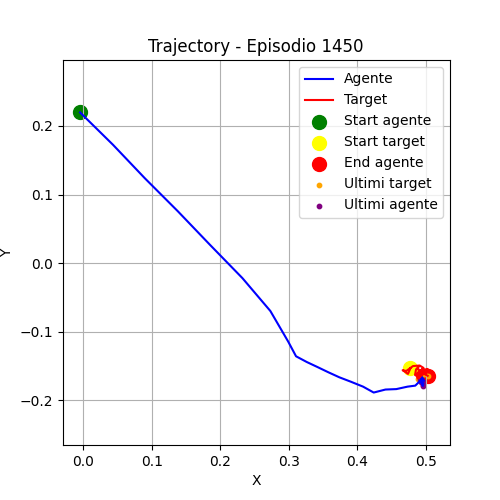 Trajectory - Episodio 1450
Agente
Target
Start agente
Start target
End agente
Ultimi target
Ultimi agente
Y
0.2
0.1
0.0
−0.1
−0.2
0.0 0.1 0.2 0.3 0.4 0.5
X